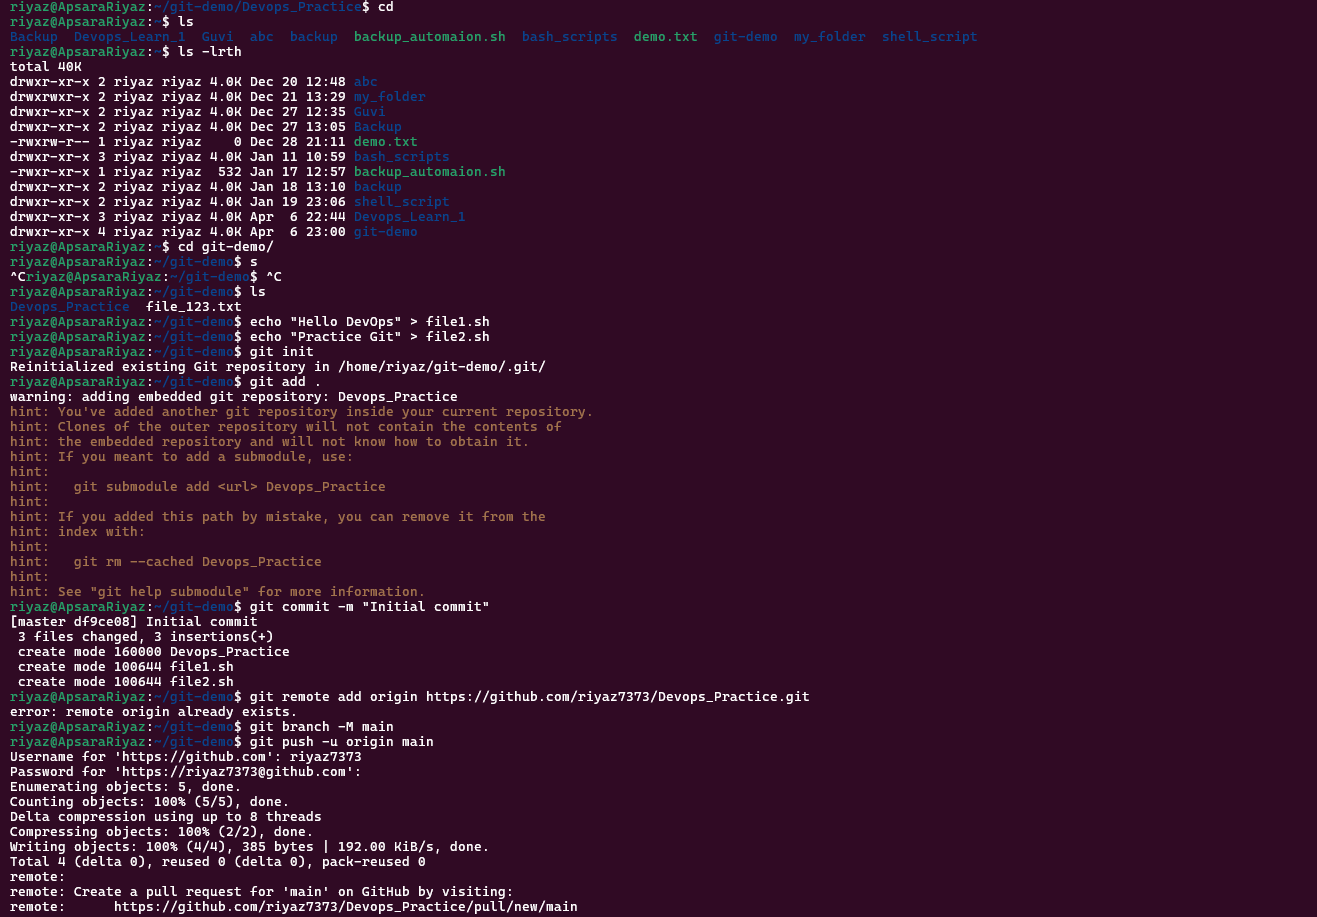 riyaz@ApsaraRiyaz:~/git-demo/Devops_Practice$ cd
riyaz@ApsaraRiyaz:~$ ls
Backup  Devops_Learn_1  Guvi  abc  backup  backup_automaion.sh  bash_scripts  demo.txt  git-demo  my_folder  shell_script
riyaz@ApsaraRiyaz:~$ ls -lrth
total 40K
drwxr-xr-x 2 riyaz riyaz 4.0K Dec 20 12:48 abc
drwxrwxr-x 2 riyaz riyaz 4.0K Dec 21 13:29 my_folder
drwxr-xr-x 2 riyaz riyaz 4.0K Dec 27 12:35 Guvi
drwxr-xr-x 2 riyaz riyaz 4.0K Dec 27 13:05 Backup
-rwxrw-r-- 1 riyaz riyaz    0 Dec 28 21:11 demo.txt
drwxr-xr-x 3 riyaz riyaz 4.0K Jan 11 10:59 bash_scripts
-rwxr-xr-x 1 riyaz riyaz  532 Jan 17 12:57 backup_automaion.sh
drwxr-xr-x 2 riyaz riyaz 4.0K Jan 18 13:10 backup
drwxr-xr-x 2 riyaz riyaz 4.0K Jan 19 23:06 shell_script
drwxr-xr-x 3 riyaz riyaz 4.0K Apr  6 22:44 Devops_Learn_1
drwxr-xr-x 4 riyaz riyaz 4.0K Apr  6 23:00 git-demo
riyaz@ApsaraRiyaz:~$ cd git-demo/
riyaz@ApsaraRiyaz:~/git-demo$ s
^Criyaz@ApsaraRiyaz:~/git-demo$ ^C
riyaz@ApsaraRiyaz:~/git-demo$ ls
Devops_Practice  file_123.txt
riyaz@ApsaraRiyaz:~/git-demo$ echo "Hello DevOps" > file1.sh
riyaz@ApsaraRiyaz:~/git-demo$ echo "Practice Git" > file2.sh
riyaz@ApsaraRiyaz:~/git-demo$ git init
Reinitialized existing Git repository in /home/riyaz/git-demo/.git/
riyaz@ApsaraRiyaz:~/git-demo$ git add .
warning: adding embedded git repository: Devops_Practice
hint: You've added another git repository inside your current repository.
hint: Clones of the outer repository will not contain the contents of
hint: the embedded repository and will not know how to obtain it.
hint: If you meant to add a submodule, use:
hint:
hint:   git submodule add <url> Devops_Practice
hint:
hint: If you added this path by mistake, you can remove it from the
hint: index with:
hint:
hint:   git rm --cached Devops_Practice
hint:
hint: See "git help submodule" for more information.
riyaz@ApsaraRiyaz:~/git-demo$ git commit -m "Initial commit"
[master df9ce08] Initial commit
 3 files changed, 3 insertions(+)
 create mode 160000 Devops_Practice
 create mode 100644 file1.sh
 create mode 100644 file2.sh
riyaz@ApsaraRiyaz:~/git-demo$ git remote add origin https://github.com/riyaz7373/Devops_Practice.git
error: remote origin already exists.
riyaz@ApsaraRiyaz:~/git-demo$ git branch -M main
riyaz@ApsaraRiyaz:~/git-demo$ git push -u origin main
Username for 'https://github.com': riyaz7373
Password for 'https://riyaz7373@github.com':
Enumerating objects: 5, done.
Counting objects: 100% (5/5), done.
Delta compression using up to 8 threads
Compressing objects: 100% (2/2), done.
Writing objects: 100% (4/4), 385 bytes | 192.00 KiB/s, done.
Total 4 (delta 0), reused 0 (delta 0), pack-reused 0
remote:
remote: Create a pull request for 'main' on GitHub by visiting:
remote:      https://github.com/riyaz7373/Devops_Practice/pull/new/main